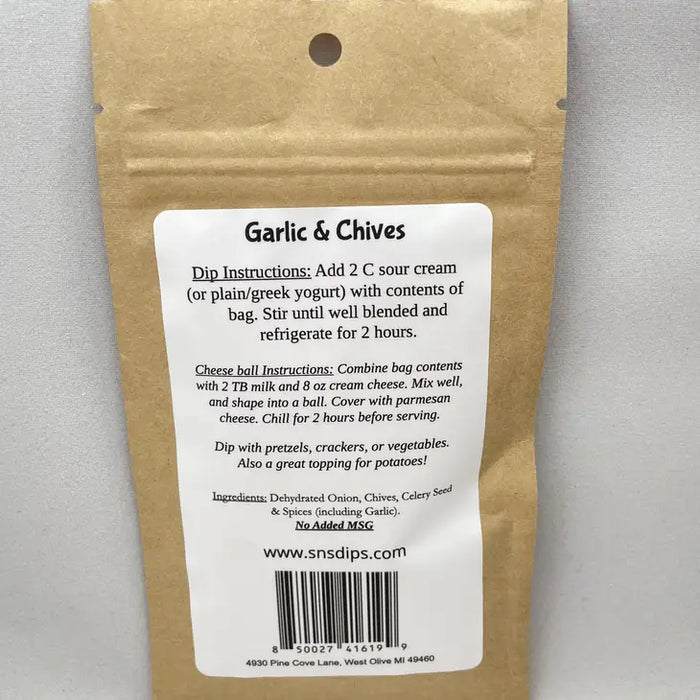 Garlic & Chives
Dip Instructions: Add 2 C sour cream
(or plain/greek yogurt) with contents of
bag. Stir until well blended and
refrigerate for 2 hours.
Cheese ball Instructions: Combine bag contents
with 2 TB milk and 8 oz cream cheese. Mix well,
and shape into a ball. Cover with parmesan
cheese. Chill for 2 hours before serving.
Dip with pretzels, crackers, or vegetables.
Also a great topping for potatoes!
Ingredients: Dehydrated Onion, Chives, Celery Seed
& Spices (including Garlic).
No Added MSG
www.snsdips.com
8 50027 41619 9
4930 Pine Cove Lane, West Olive MI 49460